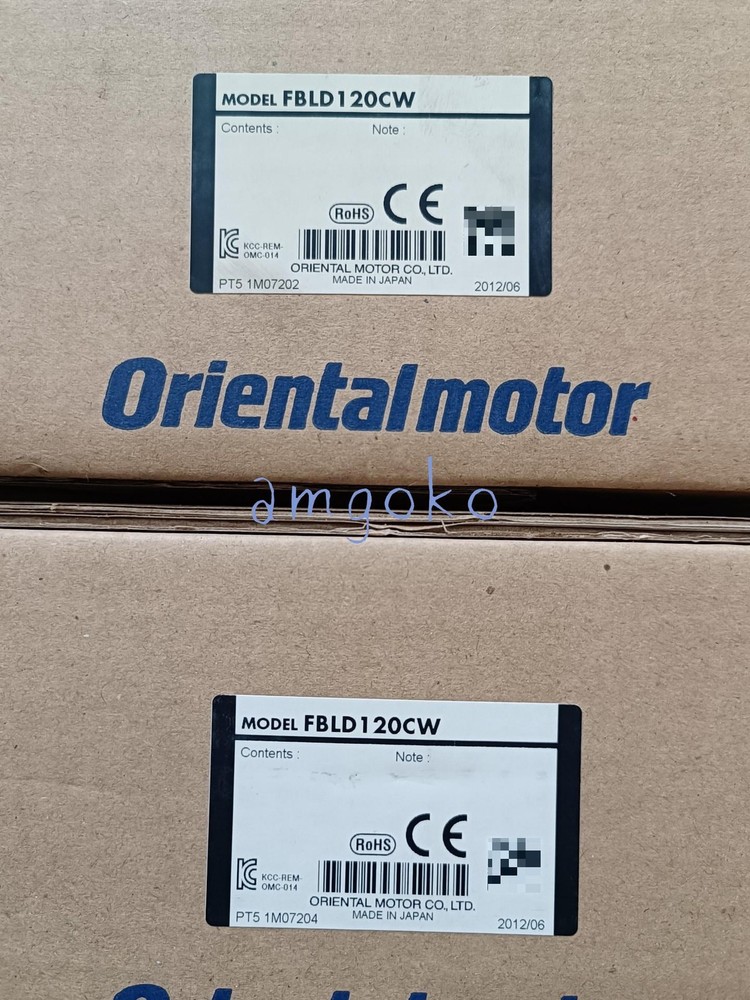 MODEL FBLD120CW
Contents :
Note :
RoHS CE
KCC-REM-
OMC-014
ORIENTAL MOTOR CO., LTD.
MADE IN JAPAN
PT5 1M07202
2012/06
Orientalmotor
amgoko
MODEL FBLD120CW
Contents :
Note :
RoHS CE
KCC-REM-
OMC-014
ORIENTAL MOTOR CO., LTD.
MADE IN JAPAN
PT5 1M07204
2012/06